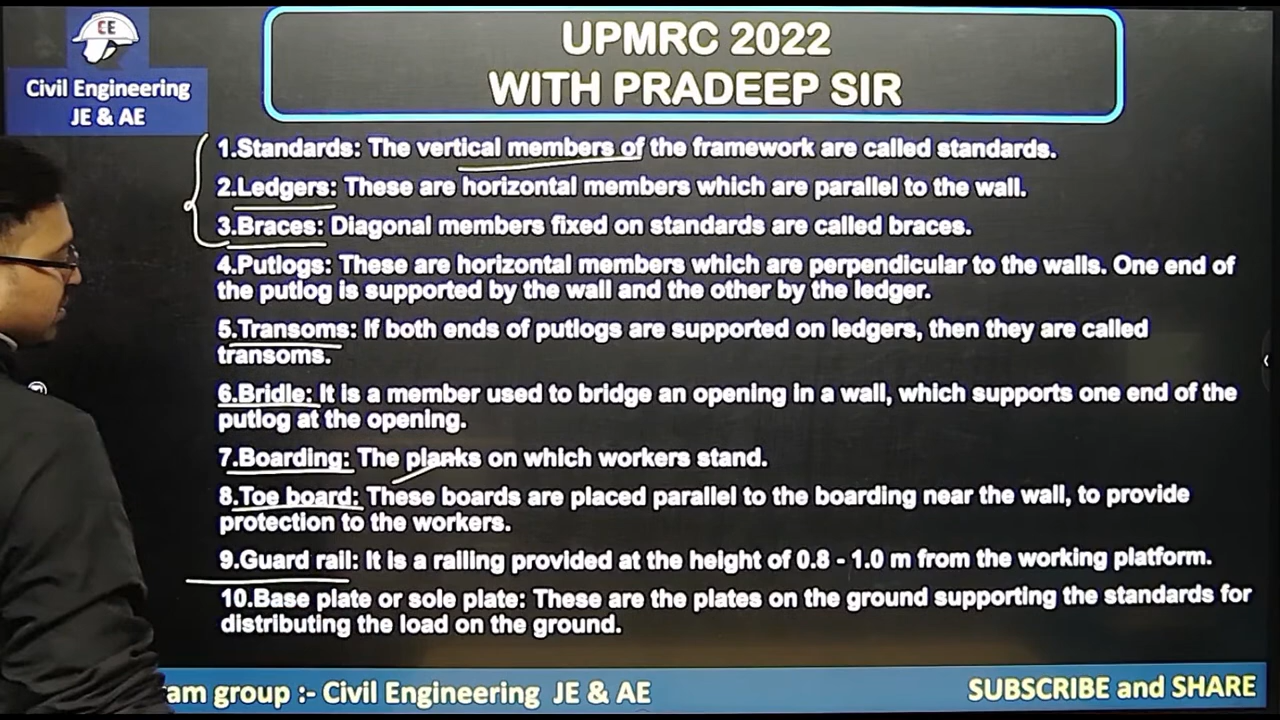 CE
Civil Engineering
JE & AE
UPMRC 2022
WITH PRADEEP SIR
1.Standards: The vertical members of the framework are called standards.
2.Ledgers: These are horizontal members which are parallel to the wall.
3.Braces: Diagonal members fixed on standards are called braces.
4.Putlogs: These are horizontal members which are perpendicular to the walls. One end of
the putlog is supported by the wall and the other by the ledger.
5.Transoms: If both ends of putlogs are supported on ledgers, then they are called
transoms.
6.Bridle: It is a member used to bridge an opening in a wall, which supports one end of the
putlog at the opening.
7.Boarding: The planks on which workers stand.
8.Toe board: These boards are placed parallel to the boarding near the wall, to provide
protection to the workers.
9.Guard rail: It is a railing provided at the height of 0.8 - 1.0 m from the working platform.
10.Base plate or sole plate: These are the plates on the ground supporting the standards for
distributing the load on the ground.
am group :- Civil Engineering JE & AE
SUBSCRIBE and SHARE